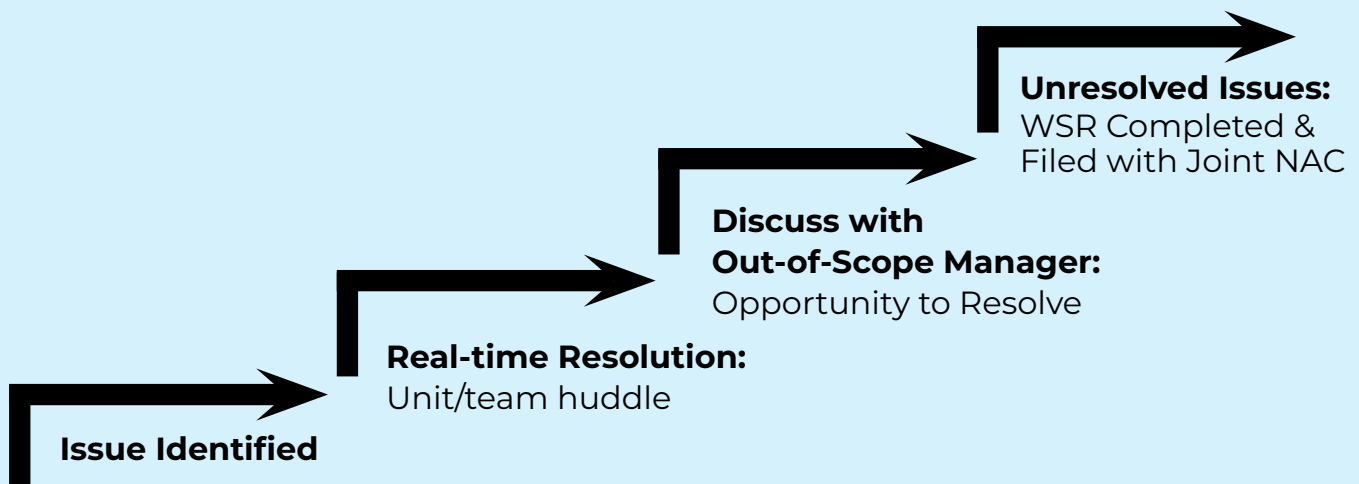 Issue Identified
Real-time Resolution:
Unit/team huddle
Discuss with
Out-of-Scope Manager:
Opportunity to Resolve
Unresolved Issues:
WSR Completed &
Filed with Joint NAC